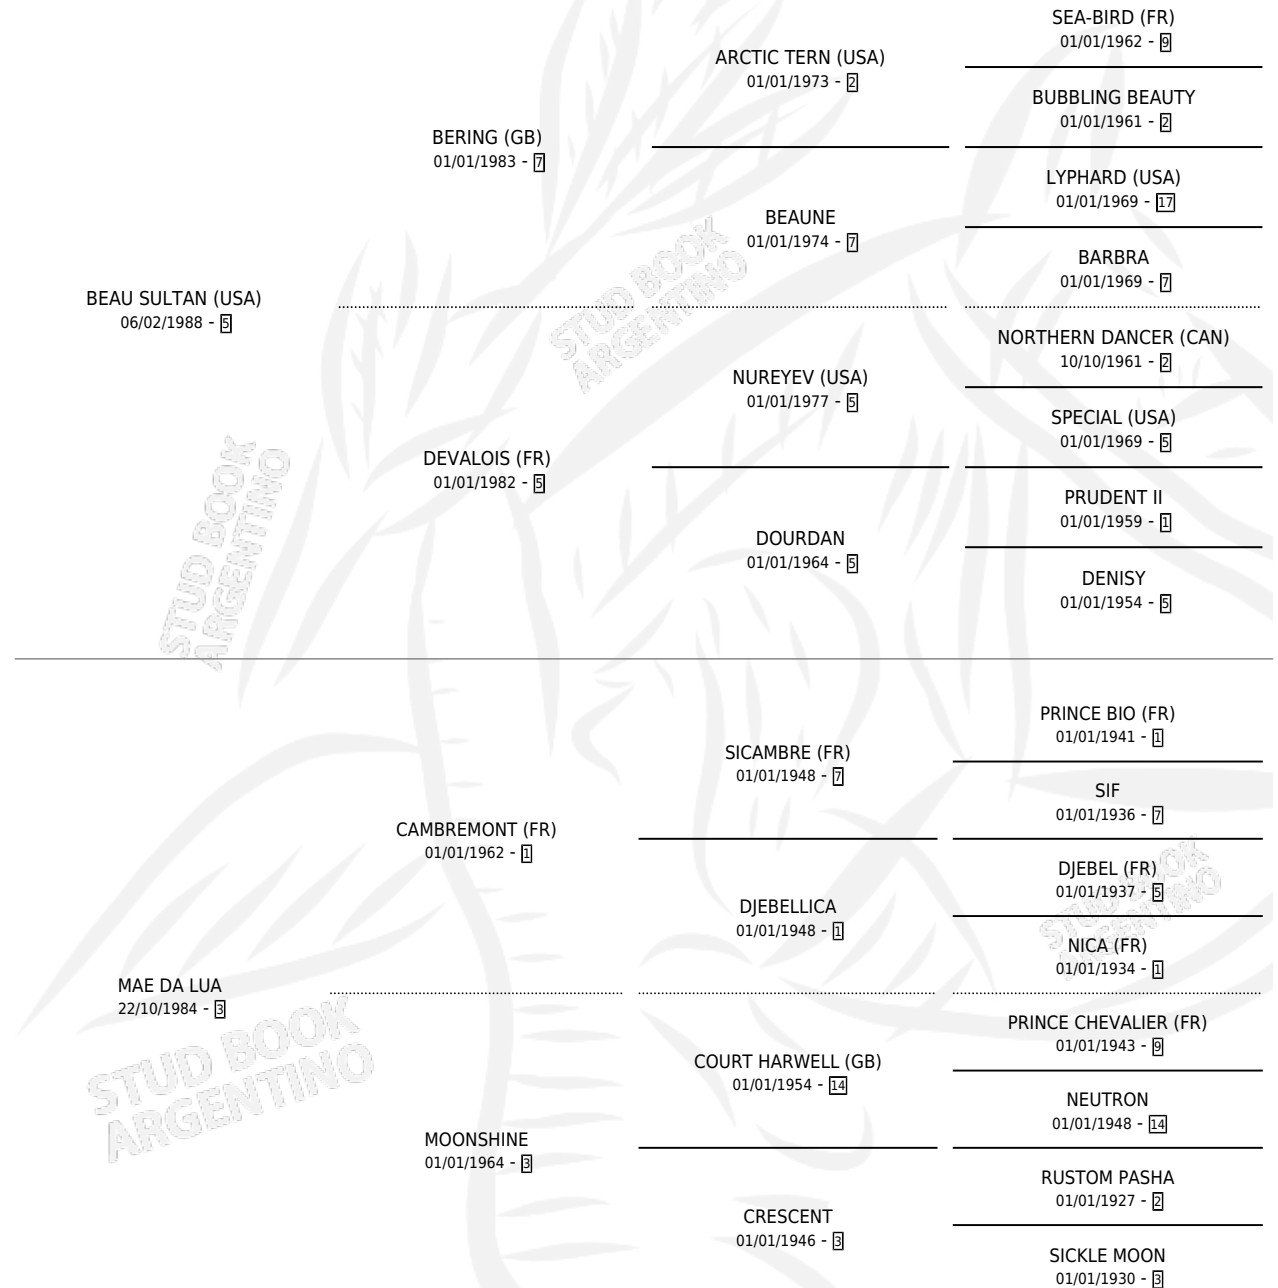 SEA-BIRD (FR)
01/01/1962 - 9
ARCTIC TERN (USA)
01/01/1973 - 2
BUBBLING BEAUTY
01/01/1961 - 2
BERING (GB)
01/01/1983 - 7
LYPHARD (USA)
01/01/1969 - 17
BEAUNE
01/01/1974 - 7
BARBRA
01/01/1969 - 7
BEAU SULTAN (USA)
06/02/1988 - 5
NORTHERN DANCER (CAN)
10/10/1961 - 2
NUREYEV (USA)
01/01/1977 - 5
SPECIAL (USA)
01/01/1969 - 5
DEVALOIS (FR)
01/01/1982 - 5
PRUDENT II
01/01/1959 - 1
DOURDAN
01/01/1964 - 5
DENISY
01/01/1954 - 5
PRINCE BIO (FR)
01/01/1941 - 1
SICAMBRE (FR)
01/01/1948 - 7
SIF
01/01/1936 - 7
CAMBREMONT (FR)
01/01/1962 - 1
DJEBEL (FR)
01/01/1937 - 5
DJEBELLICA
01/01/1948 - 1
NICA (FR)
01/01/1934 - 1
MAE DA LUA
22/10/1984 - 3
PRINCE CHEVALIER (FR)
01/01/1943 - 9
COURT HARWELL (GB)
01/01/1954 - 14
NEUTRON
01/01/1948 - 14
MOONSHINE
01/01/1964 - 3
RUSTOM PASHA
01/01/1927 - 2
CRESCENT
01/01/1946 - 3
SICKLE MOON
01/01/1930 - 3
STUD BOOK
ARGENTINO
STUD BOOK
ARGENTINO
STUD BOOK
ARGENTINO
STUD BOOK
ARGENTINO